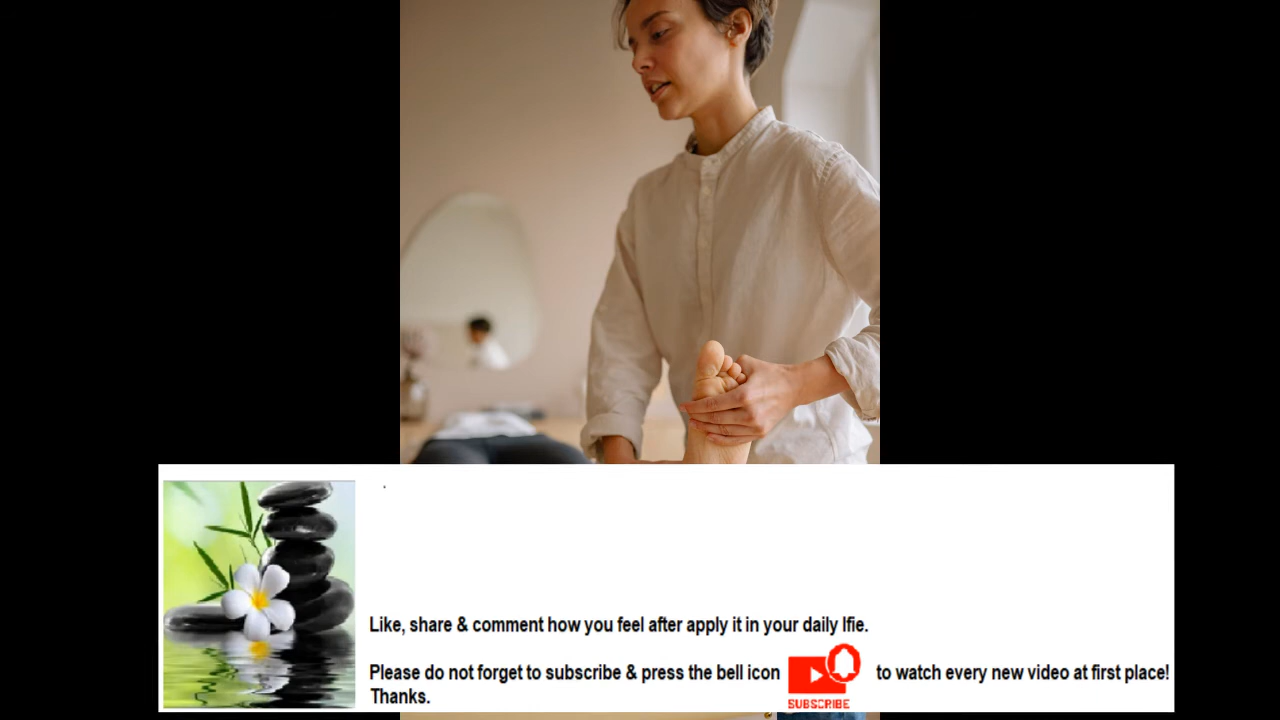 Like, share & comment how you feel after apply it in your daily lfie.
Please do not forget to subscribe & press the bell icon to watch every new video at first place!
SUBSCRIBE
Thanks.